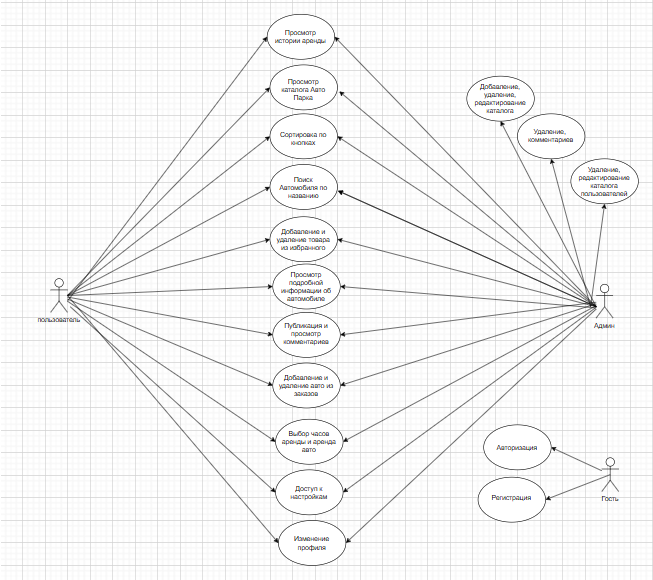 Просмотр
истории аренды
Просмотр
каталога Авто
Парка
Сортировка по
кнопках
Поиск
Автомобиля по
названию
Добавление и
удаление товара
из избранного
Просмотр
подробной
информации об
автомобиле
Публикация и
просмотр
комментариев
Добавление и
удаление авто из
заказов
Выбор часов
аренды и аренда
авто
Доступ к
настройкам
Изменение
профиля
пользователь
Добавление,
удаление,
редактирование
каталога
Удаление,
комментариев
Удаление,
редактирование
каталога
пользователей
Админ
Авторизация
Регистрация
Гость